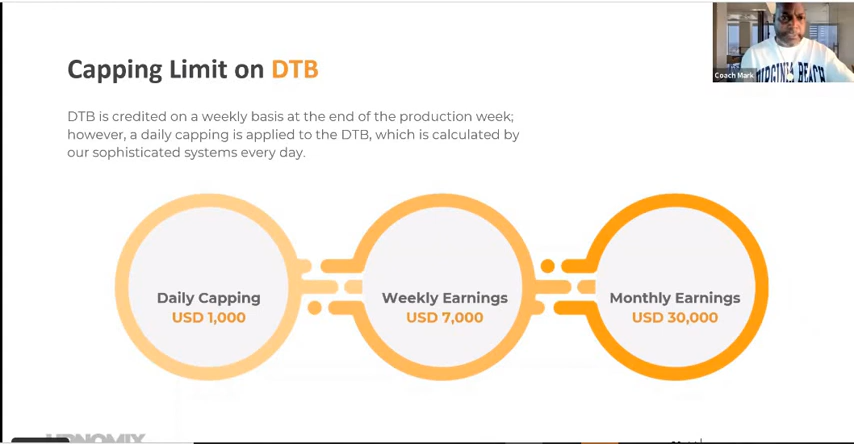 Capping Limit on DTB
Coach Mark
VIRGINIA BEACH
DTB is credited on a weekly basis at the end of the production week;
however, a daily capping is applied to the DTB, which is calculated by
our sophisticated systems every day.
Daily Capping
USD 1,000
Weekly Earnings
USD 7,000
Monthly Earnings
USD 30,000